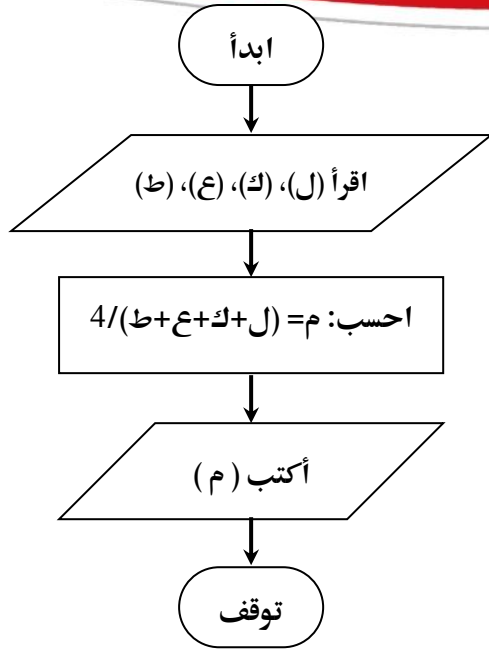 ابدأ
اقرأ (ل)، (ك)، (ع)، (ط)
احسب: م= (ل+ك+ع+ط)/4
أكتب ( م )
توقف